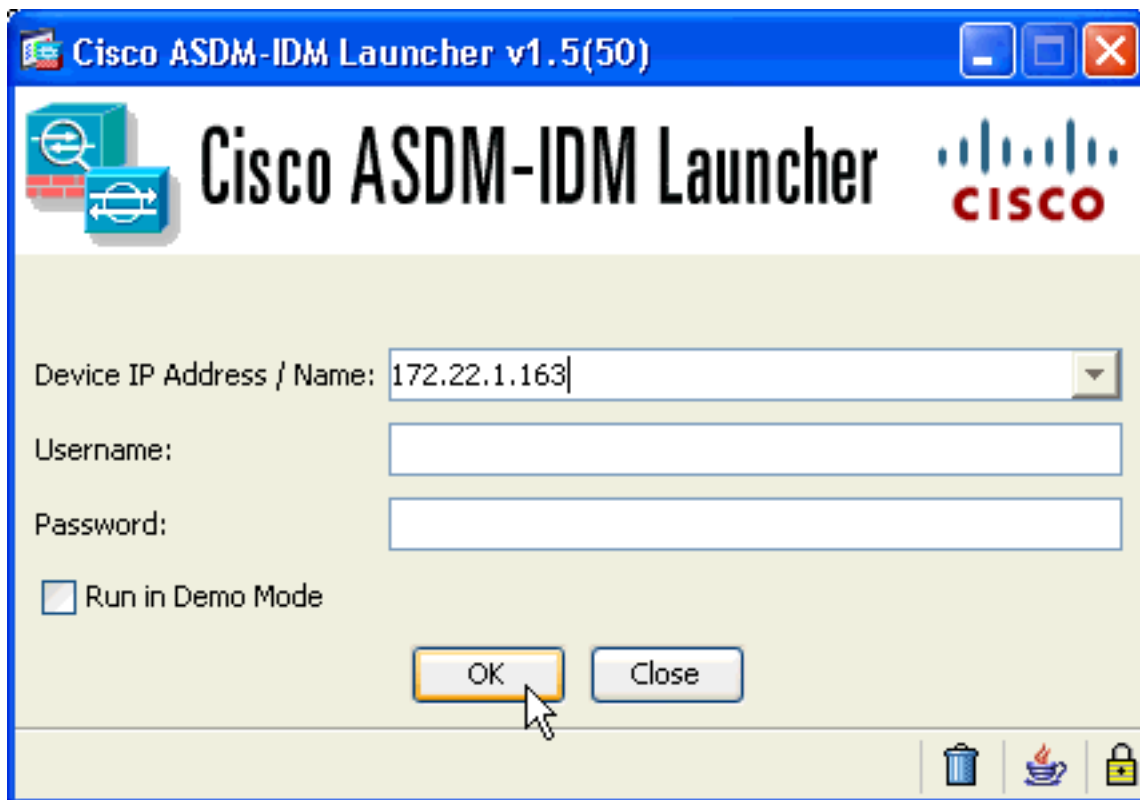 Cisco ASDM-IDM Launcher v1.5(50)
Cisco ASDM-IDM Launcher
CISCO
Device IP Address / Name: 172.22.1.163
Username:
Password:
Run in Demo Mode
OK Close